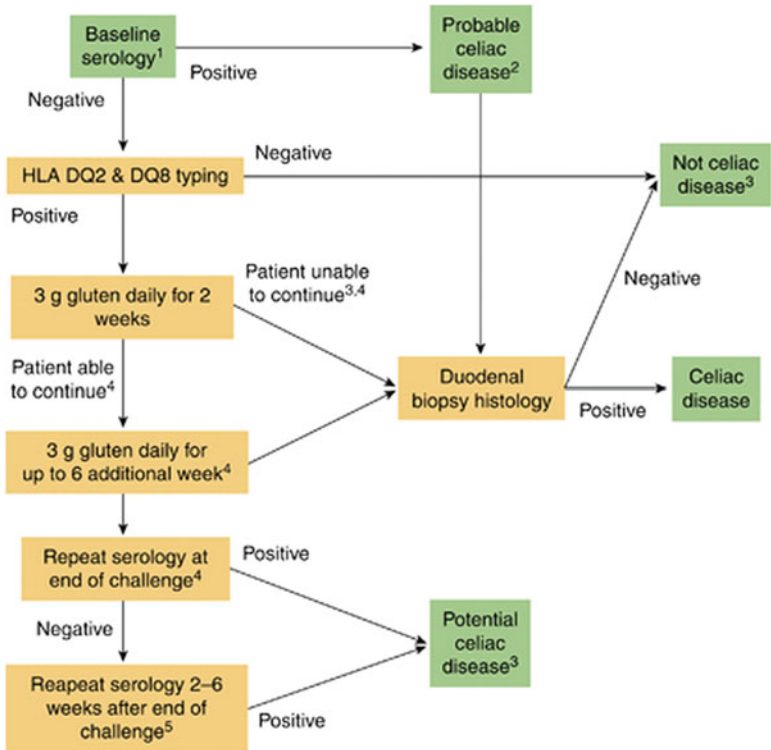 Baseline
serology¹
Positive
Probable
celiac
disease²
Negative
HLA DQ2 & DQ8 typing
Negative
Not celiac
disease³
Positive
3 g gluten daily for 2
weeks
Patient unable
to continue³,⁴
Negative
Patient able
to continue⁴
Duodenal
biopsy histology
Positive
Celiac
disease
3 g gluten daily for
up to 6 additional week⁴
Repeat serology at
end of challenge⁴
Positive
Negative
Potential
celiac
disease³
Reapeat serology 2–6
weeks after end of
challenge⁵
Positive